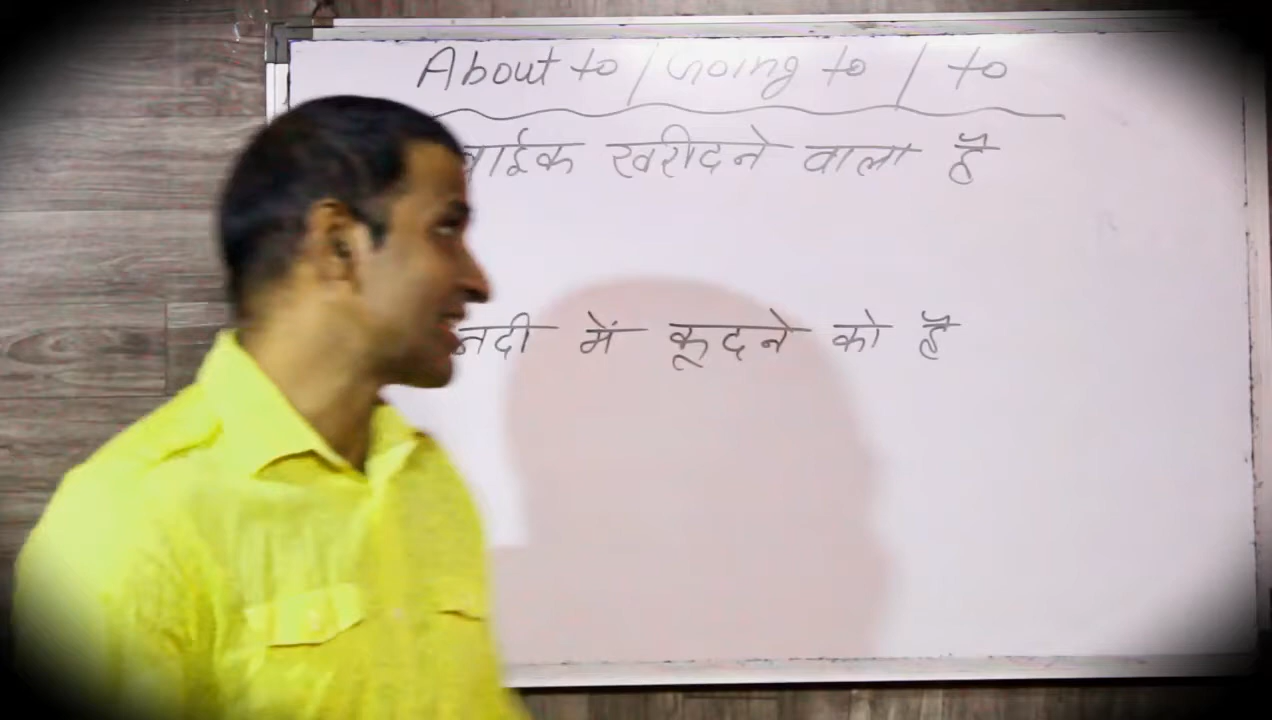 About to / Going to / to
बाईक खरीदने वाला है
नदी में कूदने को है